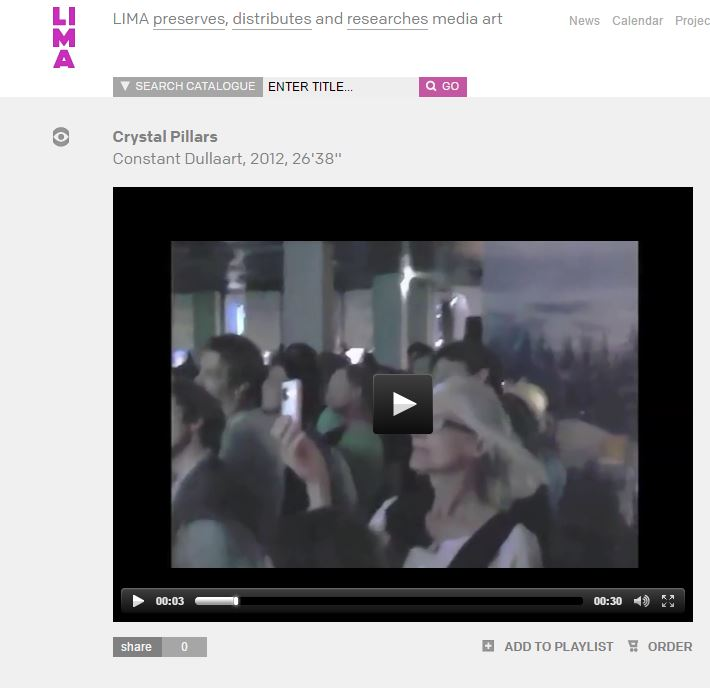 LI
MA
LIMA preserves, distributes and researches media art
News Calendar Projec
SEARCH CATALOGUE ENTER TITLE... GO
Crystal Pillars
Constant Dullaart, 2012, 26'38''
00:03 00:30
share 0 ADD TO PLAYLIST ORDER